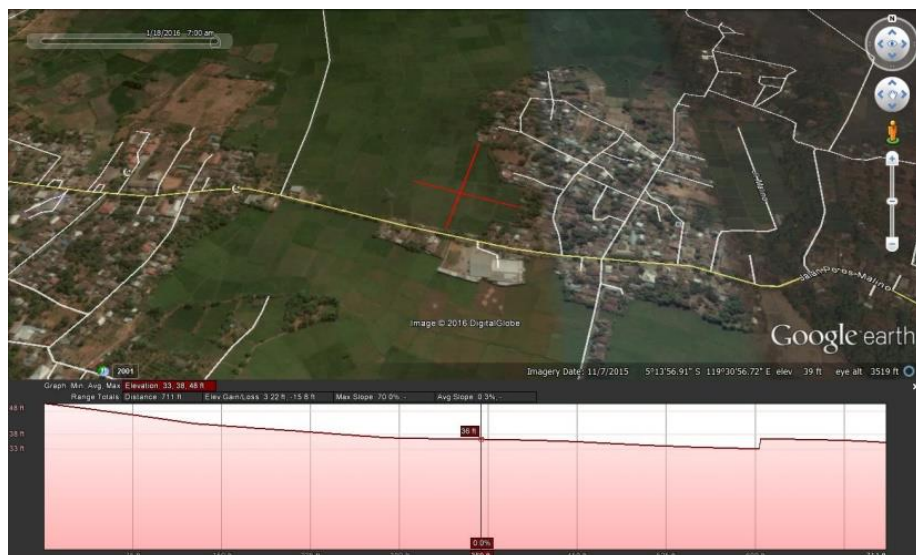 1/18/2016 7:00 am
N
Jalan Poros-Malino
Image © 2016 DigitalGlobe
Google earth
2001
Imagery Date: 11/7/2015 5°13'56.91" S 119°30'56.72" E elev 39 ft eye alt 3519 ft
Graph: Min, Avg, Max Elevation: 33, 38, 48 ft
Range Totals: Distance: 711 ft Elev Gain/Loss: 3.22 ft, -15.8 ft Max Slope: 70.0%, - Avg Slope: 0.3%, -
48 ft
38 ft
36 ft
33 ft
0.0%